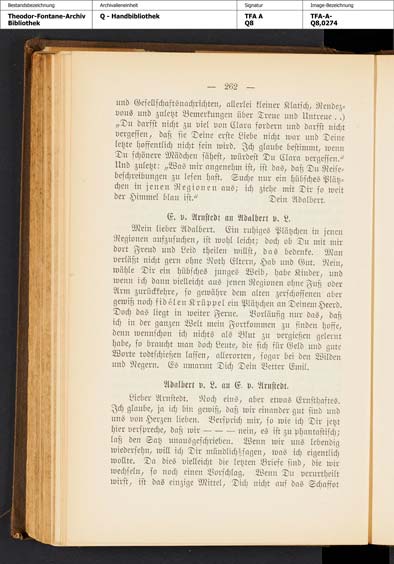 Bestandsbezeichnung Archivalieneinheit Signatur Image-Bezeichnung
Theodor-Fontane-Archiv Q - Handbibliothek TFA A TFA-A-
Bibliothek Q8 Q8,0274
— 262 —
und Gesellschaftsnachrichten, allerlei kleiner Klatsch, Rendez-
vous und zuletzt Bemerkungen über Treue und Untreue . .)
„Du darfst nicht zu viel von Clara fordern und darfst nicht
vergessen, daß sie Deine erste Liebe nicht war und Deine
letzte hoffentlich nicht sein wird. Ich glaube bestimmt, wenn
Du schönere Mädchen sähest, würdest Du Clara vergessen.“
Und zuletzt: „Was mir angenehm ist, ist das, daß Du Reise-
beschreibungen zu lesen hast. Suche nur ein hübsches Plätz-
chen in jenen Regionen aus; ich ziehe mit Dir so weit
der Himmel blau ist.“ Dein Adalbert.
E. v. Arnstedt an Adalbert v. L.
Mein lieber Adalbert. Ein ruhiges Plätzchen in jenen
Regionen aufzusuchen, ist wohl leicht; doch ob Du mit mir
dort Freud und Leid theilen willst, das bedenke. Man
verläßt nicht gern ohne Noth Eltern, Hab und Gut. Nein,
wähle Dir ein hübsches junges Weib, habe Kinder, und
wenn ich dann vielleicht aus jenen Regionen ohne Fuß oder
Arm zurückkehre, so gewähre dem alten zerschossenen aber
gewiß noch fidélen Krüppel ein Plätzchen an Deinem Heerd.
Doch das liegt in weiter Ferne. Vorläufig nur das, daß
ich in der ganzen Welt mein Fortkommen zu finden hoffe,
denn wennschon ich nichts als Blut zu vergießen gelernt
habe, so braucht man doch Leute, die sich für Geld und gute
Worte todtschießen lassen, allerorten, sogar bei den Wilden
und Negern. Es umarmt Dich Dein Vetter Emil.
Adalbert v. L. an E. v. Arnstedt.
Lieber Arnstedt. Noch eins, aber etwas Ernsthaftes.
Ich glaube, ja ich bin gewiß, daß wir einander gut sind und
uns von Herzen lieben. Versprich mir, so wie ich Dir jetzt
hier verspreche, daß wir — — — nein, es ist zu phantastisch;
laß den Satz unausgeschrieben. Wenn wir uns lebendig
wiedersehn, will ich Dir mündlich sagen, was ich eigentlich
wollte. Da dies vielleicht die letzten Briefe sind, die wir
wechseln, so noch einen Vorschlag. Wenn Du verurtheilt
wirst, ist das einzige Mittel, Dich nicht auf das Schaffot